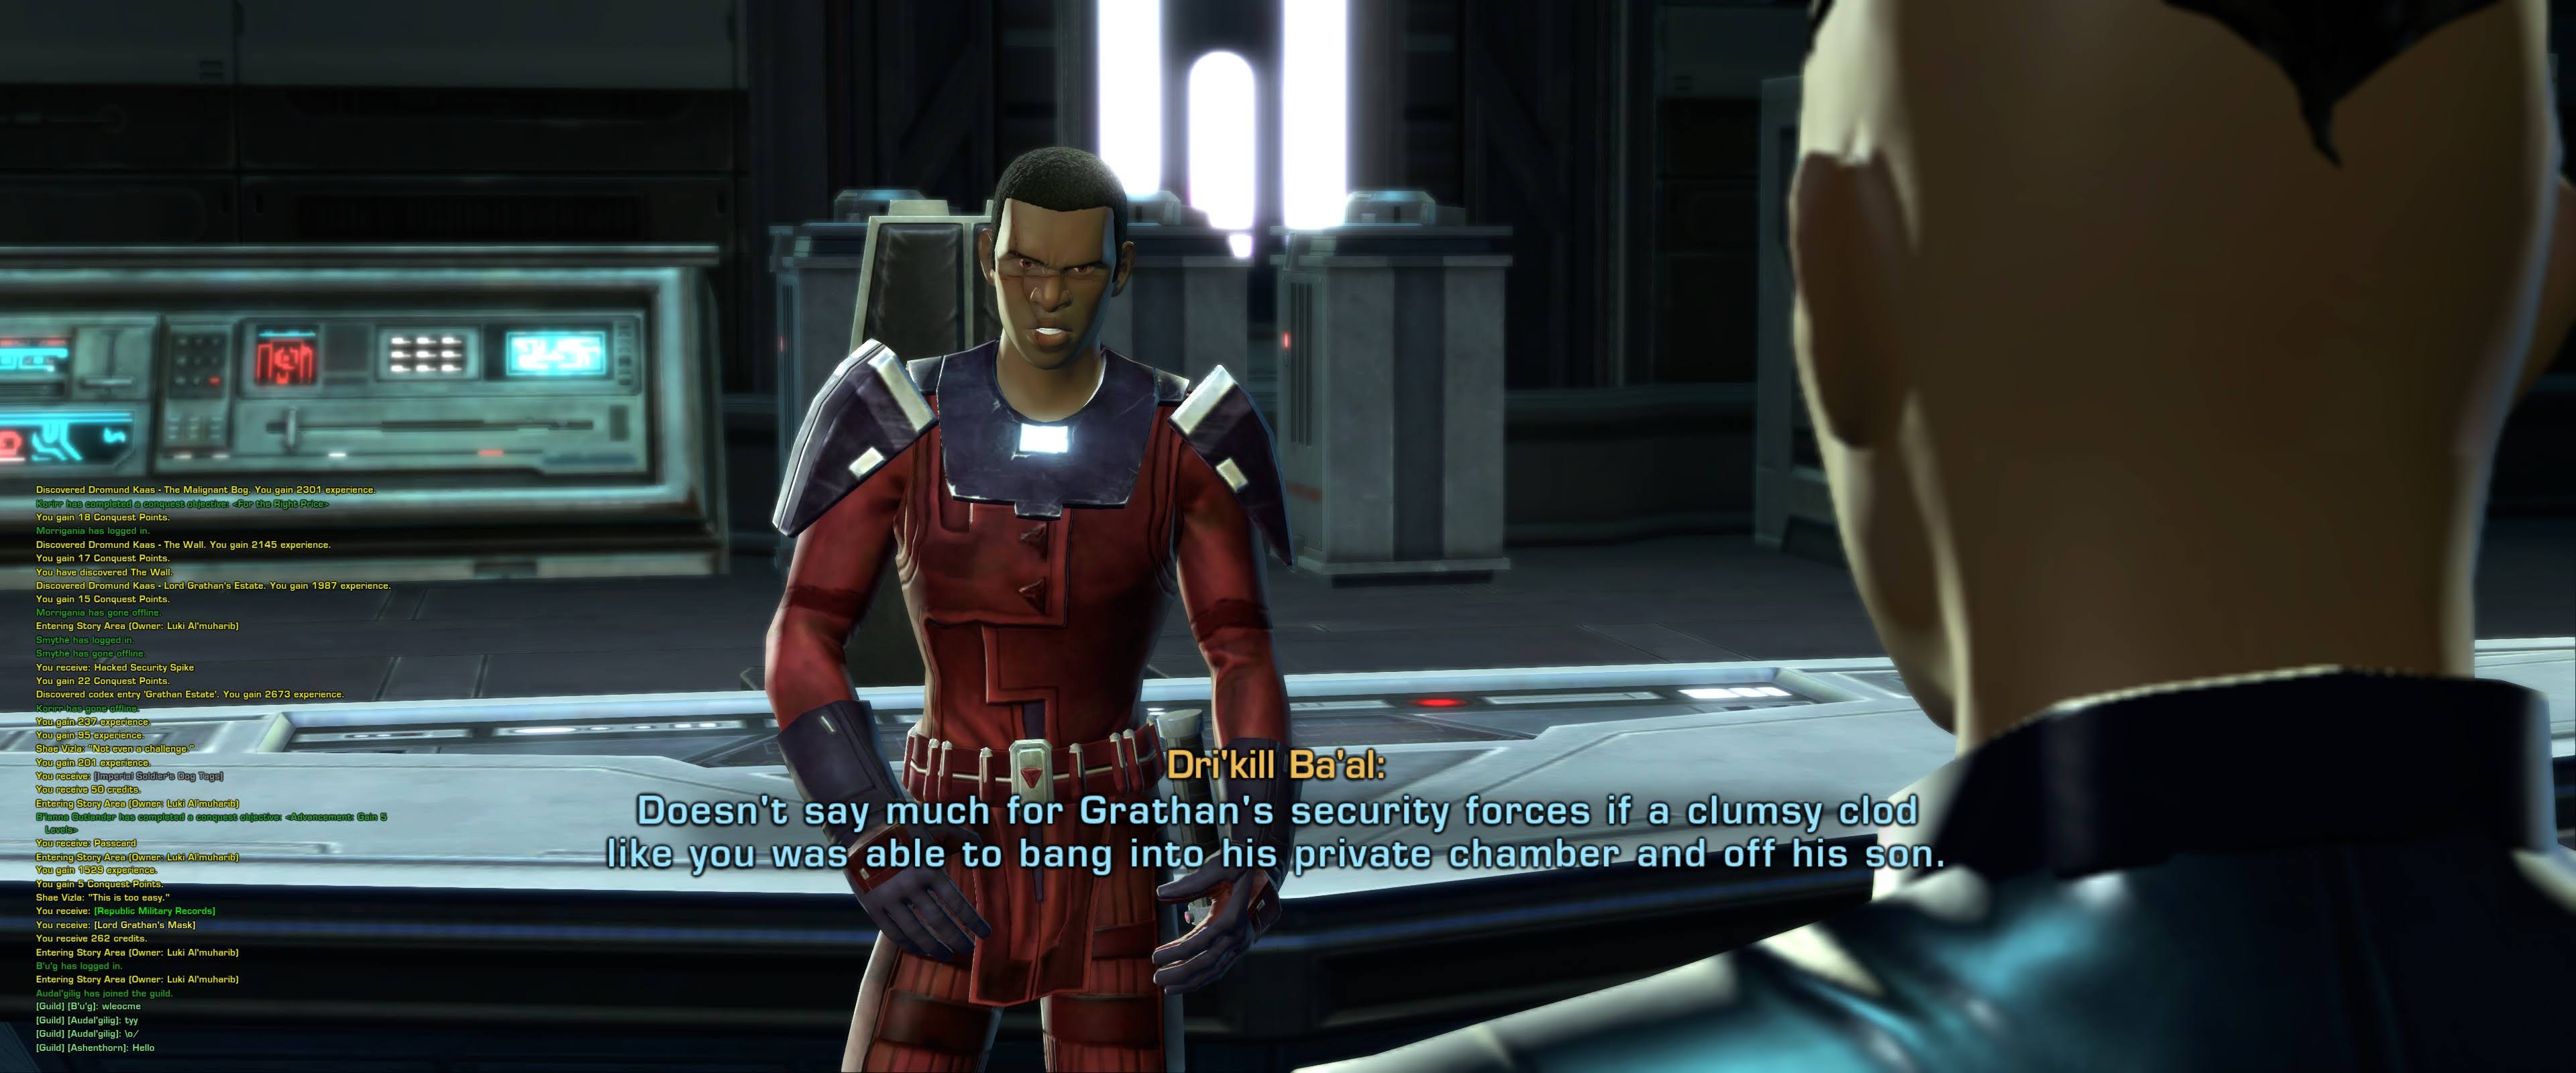 Discovered Dromund Kaas - The Malignant Bog. You gain 2301 experience.
Korirr has completed a conquest objective: <For the Right Price>
You gain 18 Conquest Points.
Morrigania has logged in.
Discovered Dromund Kaas - The Wall. You gain 2145 experience.
You gain 17 Conquest Points.
You have discovered The Wall.
Discovered Dromund Kaas - Lord Grathan's Estate. You gain 1987 experience.
You gain 15 Conquest Points.
Morrigania has gone offline.
Entering Story Area (Owner: Luki Al'muharib)
Smythé has logged in.
Smythé has gone offline.
You receive: Hacked Security Spike
You gain 22 Conquest Points.
Discovered codex entry 'Grathan Estate'. You gain 2673 experience.
Korirr has gone offline.
You gain 237 experience.
You gain 95 experience.
Shae Vizla: "Not even a challenge."
You gain 201 experience.
You receive: [Imperial Soldier's Dog Tags]
You receive 50 credits.
Entering Story Area (Owner: Luki Al'muharib)
B'lanna Outlander has completed a conquest objective: <Advancement: Gain 5
Levels>
You receive: Passcard
Entering Story Area (Owner: Luki Al'muharib)
You gain 1529 experience.
You gain 5 Conquest Points.
Shae Vizla: "This is too easy."
You receive: [Republic Military Records]
You receive: [Lord Grathan's Mask]
You receive 262 credits.
Entering Story Area (Owner: Luki Al'muharib)
B'u'g has logged in.
Entering Story Area (Owner: Luki Al'muharib)
Audal'gilig has joined the guild.
[Guild] [B'u'g]: wleocme
[Guild] [Audal'gilig]: tyy
[Guild] [Audal'gilig]: \o/
[Guild] [Ashenthorn]: Hello
Dri'kill Ba'al:
Doesn't say much for Grathan's security forces if a clumsy clod
like you was able to bang into his private chamber and off his son.